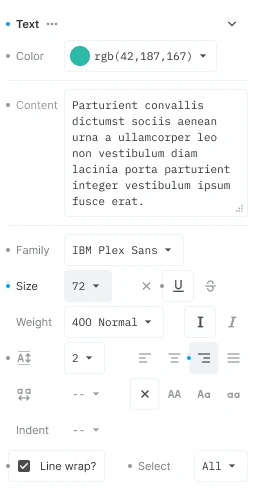 Text
Color rgb(42,187,167)
Content Parturient convallis
dictumst sociis aenean
urna a ullamcorper leo
non vestibulum diam
lacinia porta parturient
integer vestibulum ipsum
fusce erat.
Family IBM Plex Sans
Size 72 U S
Weight 400 Normal I I
A 2
aa -- AA Aa aa
Indent --
Line wrap? Select All